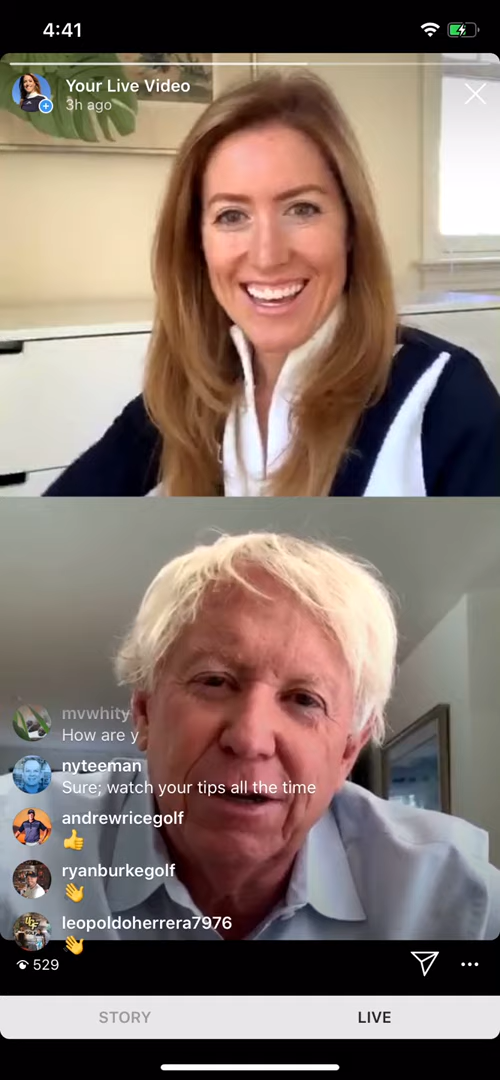 4:41
Your Live Video
3h ago
mvwhity
How are y
nyteeman
Sure; watch your tips all the time
andrewricegolf
👍
ryanburkegolf
👋
leopoldoherrera7976
👋
529
STORY
LIVE